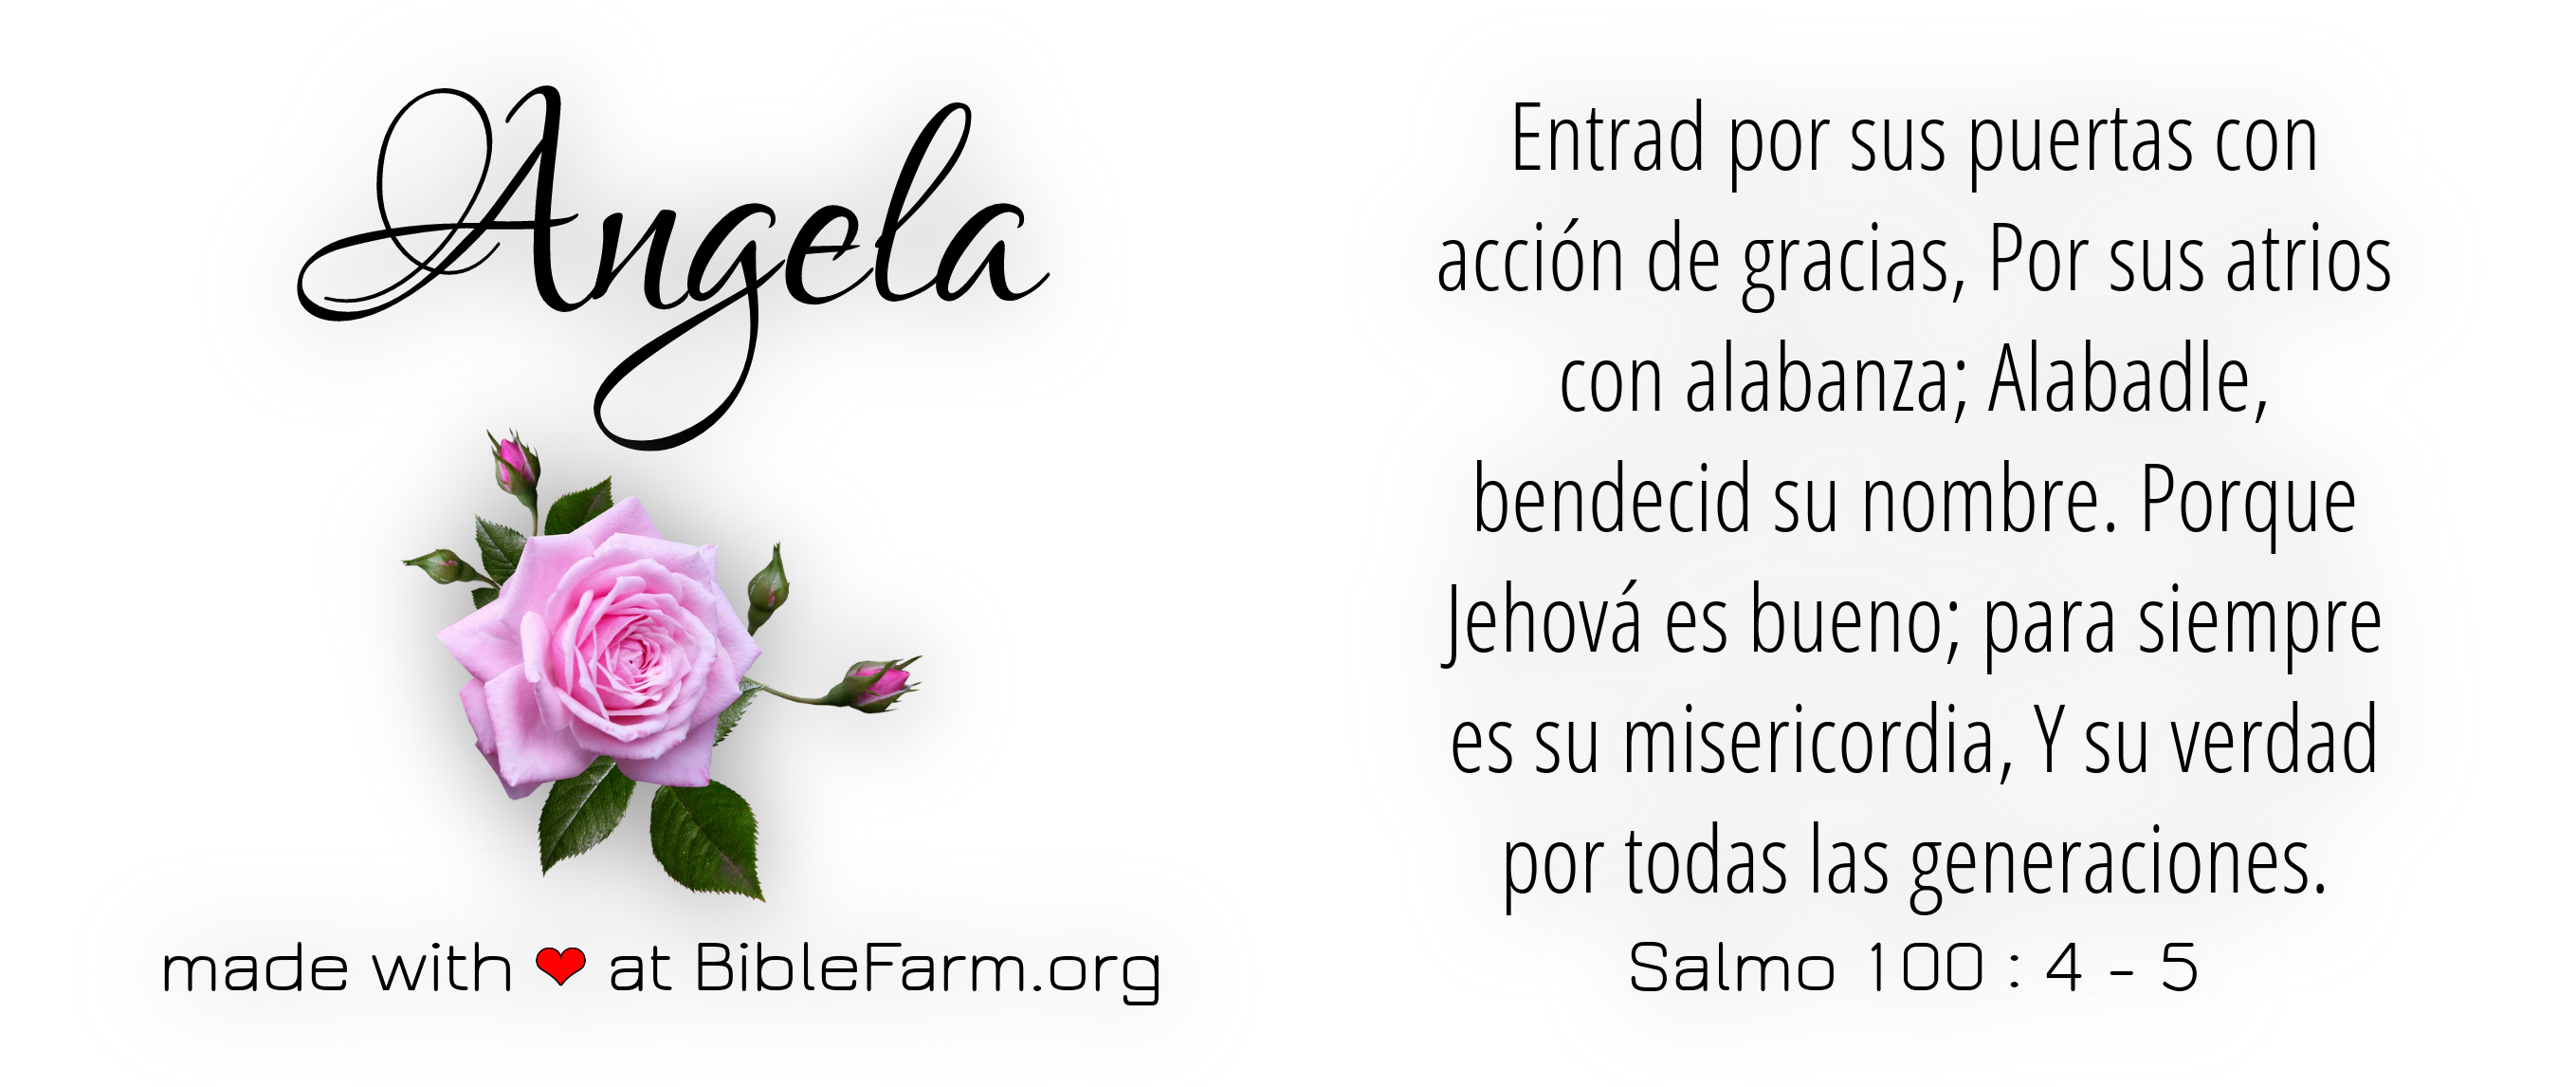 Angela
made with ❤ at BibleFarm.org
Entrad por sus puertas con
acción de gracias, Por sus atrios
con alabanza; Alabadle,
bendecid su nombre. Porque
Jehová es bueno; para siempre
es su misericordia, Y su verdad
por todas las generaciones.
Salmo 100 : 4 - 5